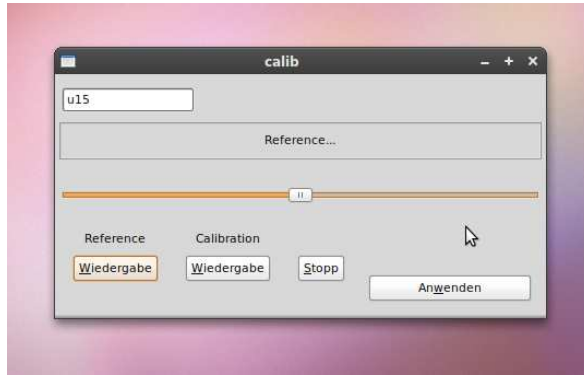 calib
u15
Reference...
Reference Calibration
Wiedergabe Wiedergabe Stopp
Anwenden